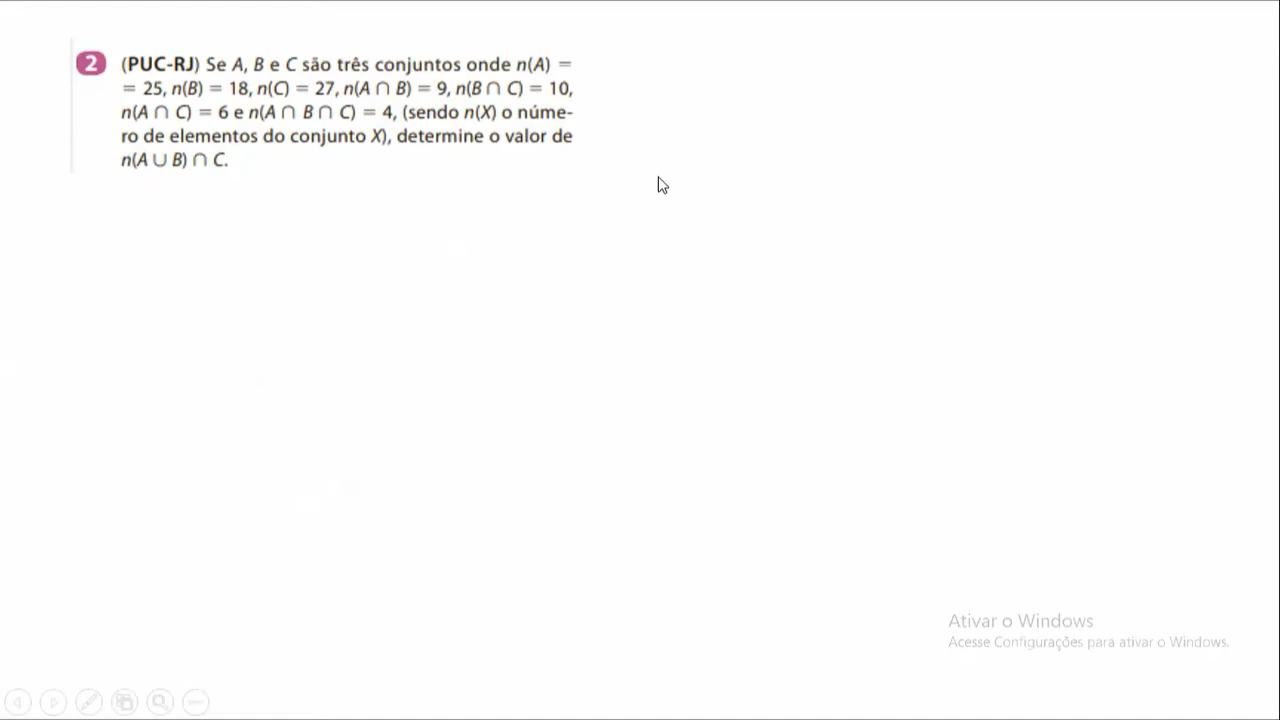 2 (PUC-RJ) Se A, B e C são três conjuntos onde n(A) =
= 25, n(B) = 18, n(C) = 27, n(A ∩ B) = 9, n(B ∩ C) = 10,
n(A ∩ C) = 6 e n(A ∩ B ∩ C) = 4, (sendo n(X) o núme-
ro de elementos do conjunto X), determine o valor de
n(A ∪ B) ∩ C.
Ativar o Windows
Acesse Configurações para ativar o Windows.